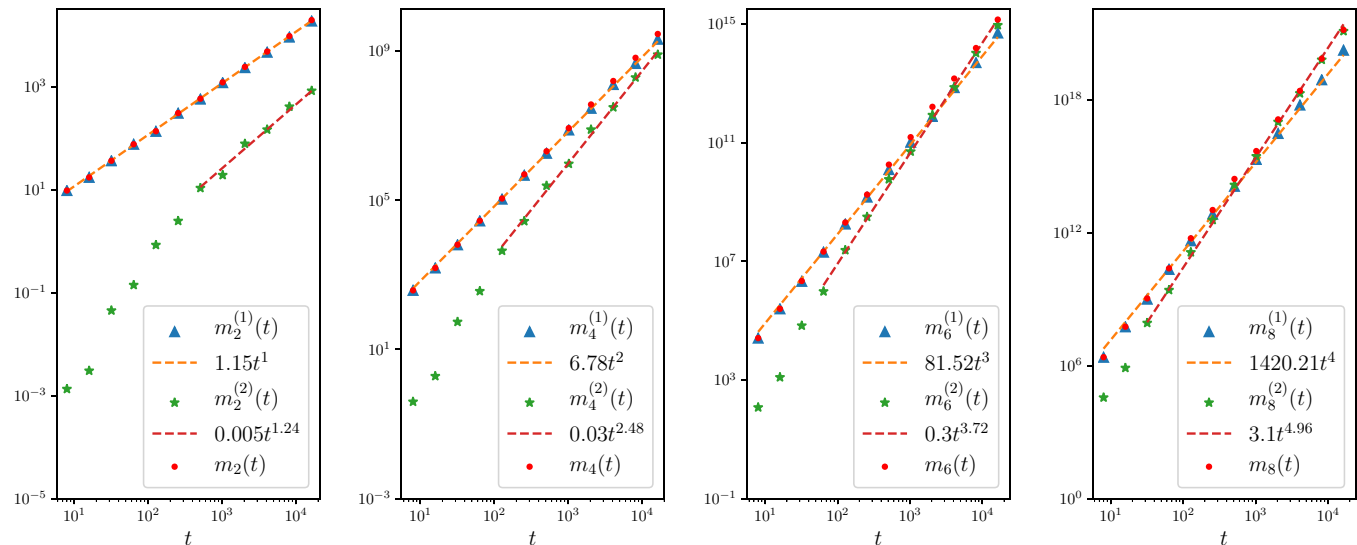 10^3
10^1
10^{-1}
10^{-3}
10^{-5}
10^1 10^2 10^3 10^4
t
m_2^{(1)}(t)
1.15t^1
m_2^{(2)}(t)
0.005t^{1.24}
m_2(t)
10^9
10^5
10^1
10^{-3}
10^1 10^2 10^3 10^4
t
m_4^{(1)}(t)
6.78t^2
m_4^{(2)}(t)
0.03t^{2.48}
m_4(t)
10^{15}
10^{11}
10^7
10^3
10^{-1}
10^1 10^2 10^3 10^4
t
m_6^{(1)}(t)
81.52t^3
m_6^{(2)}(t)
0.3t^{3.72}
m_6(t)
10^{18}
10^{12}
10^6
10^0
10^1 10^2 10^3 10^4
t
m_8^{(1)}(t)
1420.21t^4
m_8^{(2)}(t)
3.1t^{4.96}
m_8(t)